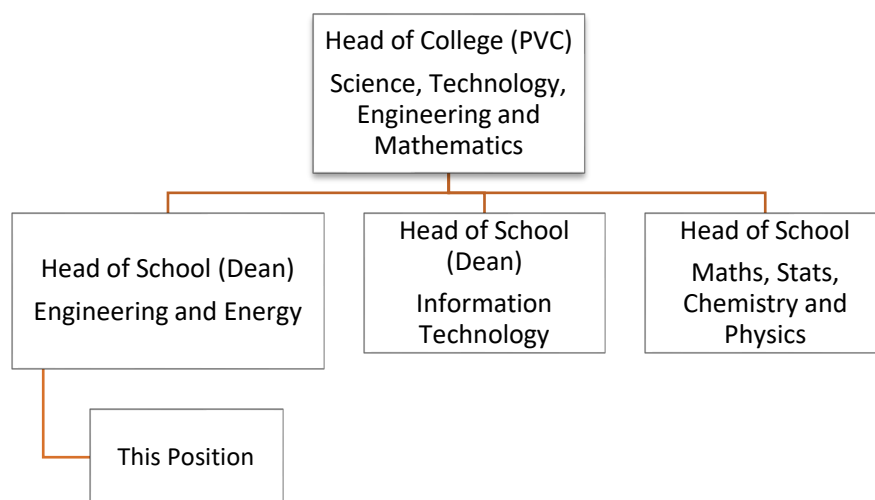 Head of College (PVC)
Science, Technology,
Engineering and
Mathematics
Head of School (Dean)
Engineering and Energy
Head of School
(Dean)
Information
Technology
Head of School
Maths, Stats,
Chemistry and
Physics
This Position